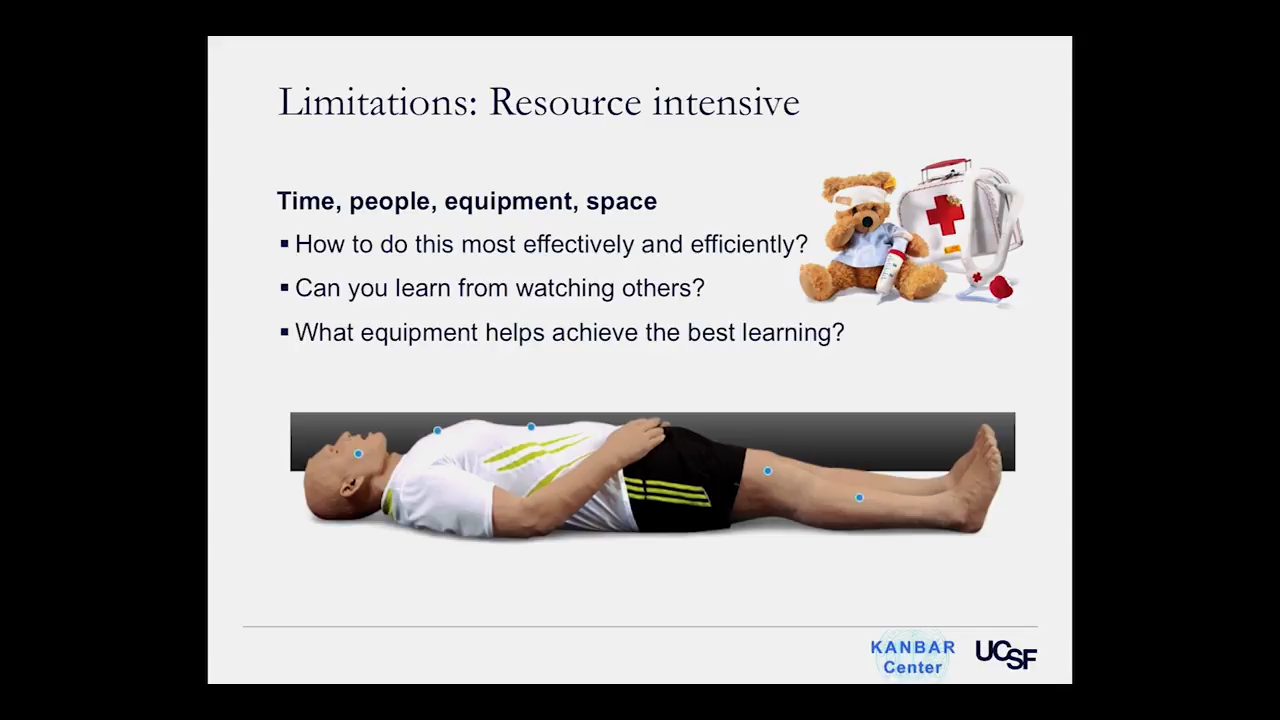 Limitations: Resource intensive
Time, people, equipment, space
▪ How to do this most effectively and efficiently?
▪ Can you learn from watching others?
▪ What equipment helps achieve the best learning?
KANBAR
Center
UCSF